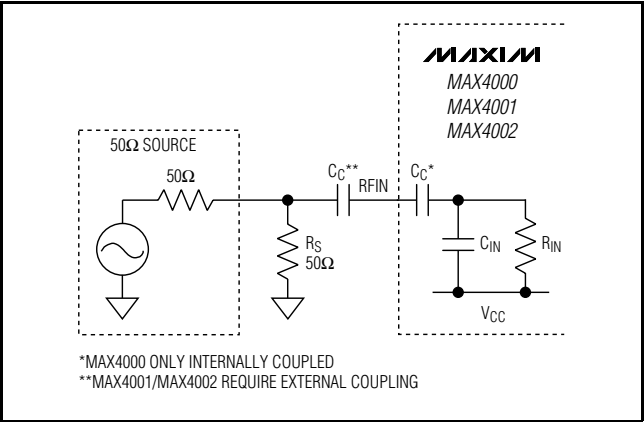 MAXIM
MAX4000
MAX4001
MAX4002
50Ω SOURCE
50Ω
CC**
RFIN
CC*
RS
50Ω
CIN
RIN
VCC
*MAX4000 ONLY INTERNALLY COUPLED
**MAX4001/MAX4002 REQUIRE EXTERNAL COUPLING